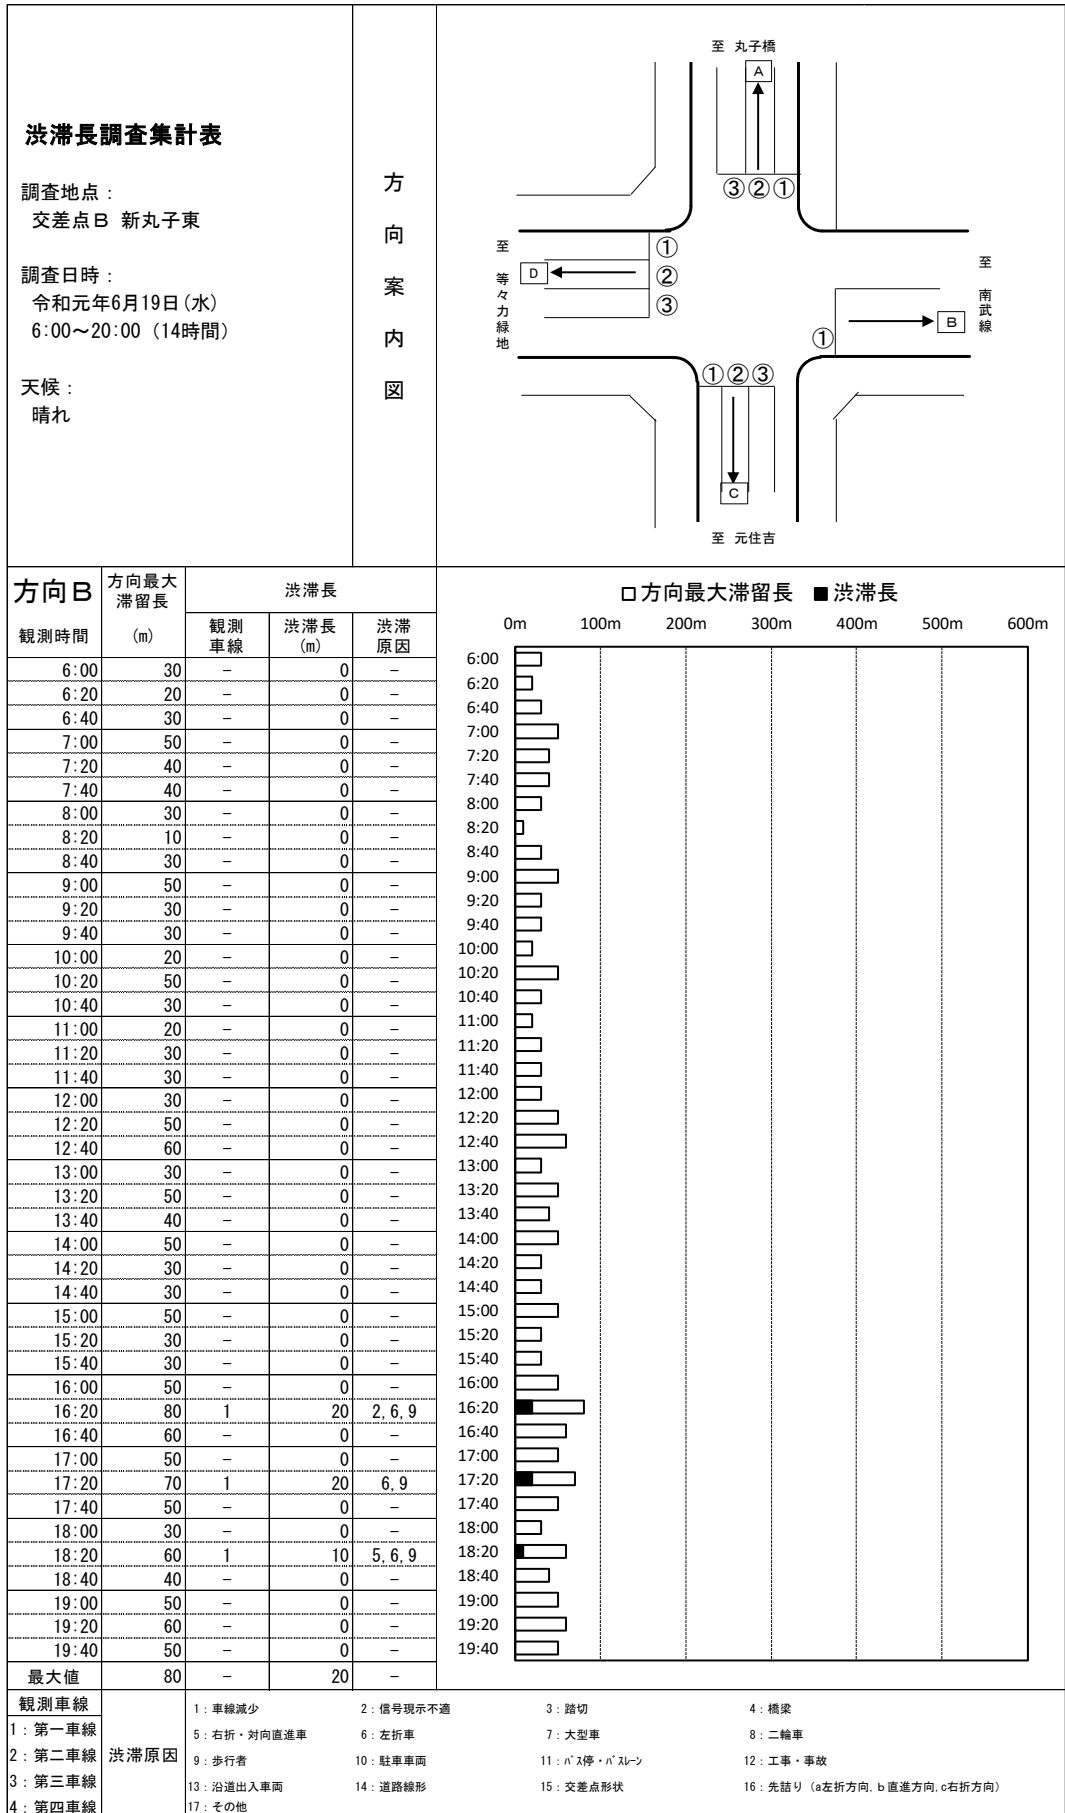 渋滞長調査集計表
調査地点：
交差点Ｂ 新丸子東
調査日時：
令和元年6月19日(水)
6:00～20:00（14時間）
天候：
晴れ
方
向
案
内
図
至 丸子橋
A
③②①
至 等々力緑地
D
①
②
③
至 南武線
B
①
①②③
C
至 元住吉
方向Ｂ 方向最大滞留長 渋滞長
観測時間 (m) 観測車線 渋滞長(m) 渋滞原因
6:00 30 － 0 －
6:20 20 － 0 －
6:40 30 － 0 －
7:00 50 － 0 －
7:20 40 － 0 －
7:40 40 － 0 －
8:00 30 － 0 －
8:20 10 － 0 －
8:40 30 － 0 －
9:00 50 － 0 －
9:20 30 － 0 －
9:40 30 － 0 －
10:00 20 － 0 －
10:20 50 － 0 －
10:40 30 － 0 －
11:00 20 － 0 －
11:20 30 － 0 －
11:40 30 － 0 －
12:00 30 － 0 －
12:20 50 － 0 －
12:40 60 － 0 －
13:00 30 － 0 －
13:20 50 － 0 －
13:40 40 － 0 －
14:00 50 － 0 －
14:20 30 － 0 －
14:40 30 － 0 －
15:00 50 － 0 －
15:20 30 － 0 －
15:40 30 － 0 －
16:00 50 － 0 －
16:20 80 1 20 2,6,9
16:40 60 － 0 －
17:00 50 － 0 －
17:20 70 1 20 6,9
17:40 50 － 0 －
18:00 30 － 0 －
18:20 60 1 10 5,6,9
18:40 40 － 0 －
19:00 50 － 0 －
19:20 60 － 0 －
19:40 50 － 0 －
最大値 80 － 20 －
□方向最大滞留長 ■渋滞長
0m 100m 200m 300m 400m 500m 600m
6:00
6:20
6:40
7:00
7:20
7:40
8:00
8:20
8:40
9:00
9:20
9:40
10:00
10:20
10:40
11:00
11:20
11:40
12:00
12:20
12:40
13:00
13:20
13:40
14:00
14:20
14:40
15:00
15:20
15:40
16:00
16:20
16:40
17:00
17:20
17:40
18:00
18:20
18:40
19:00
19:20
19:40
観測車線
1：第一車線
2：第二車線
3：第三車線
4：第四車線
渋滞原因
1：車線減少 2：信号現示不適 3：踏切 4：橋梁
5：右折・対向直進車 6：左折車 7：大型車 8：二輪車
9：歩行者 10：駐車車両 11：ﾊﾞｽ停・ﾊﾞｽﾚｰﾝ 12：工事・事故
13：沿道出入車両 14：道路線形 15：交差点形状 16：先詰り（a左折方向,ｂ直進方向,c右折方向）
17：その他